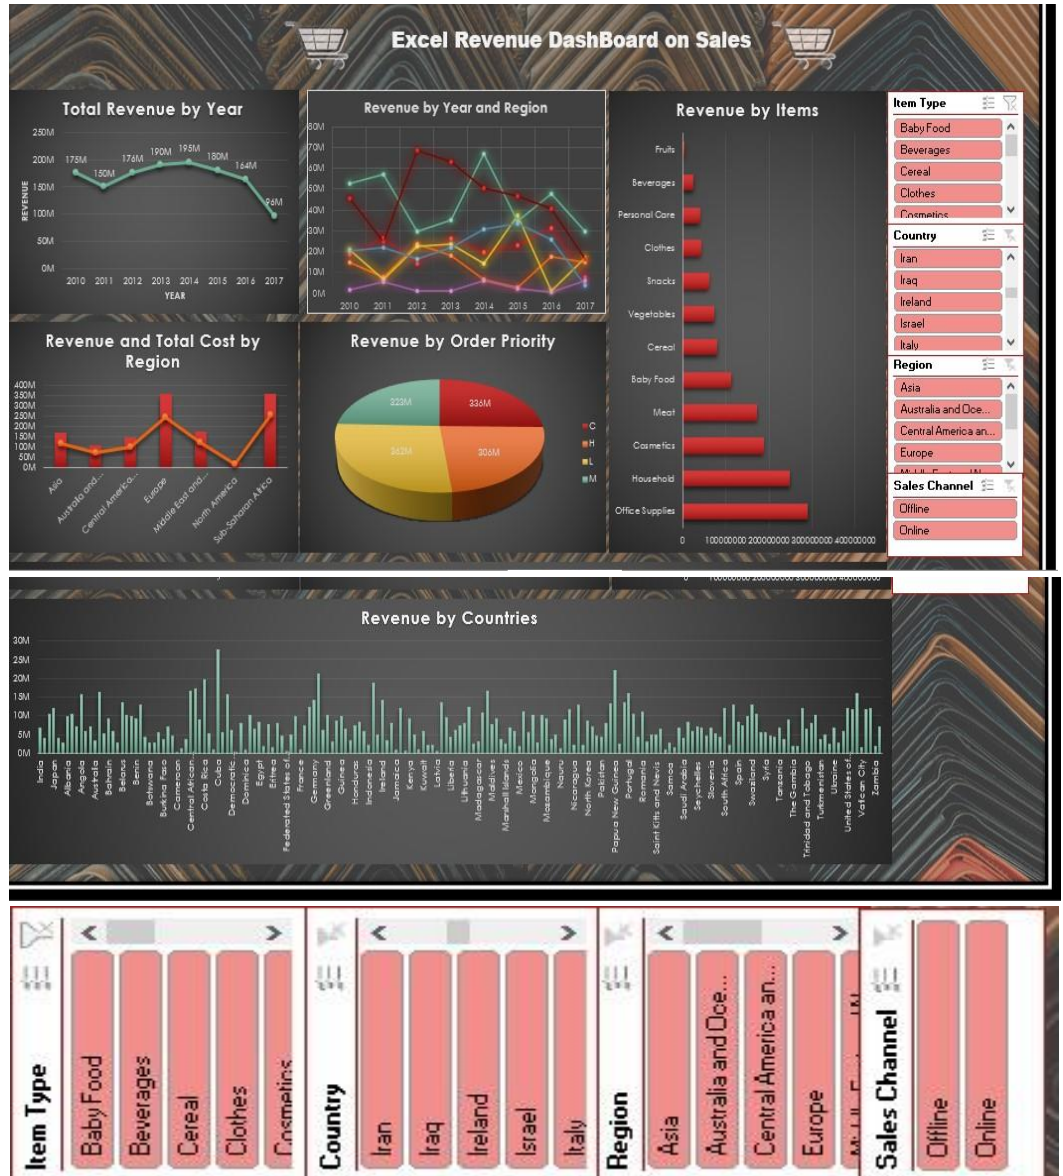 Excel Revenue DashBoard on Sales
Total Revenue by Year
250M
200M
150M
100M
50M
0M
REVENUE
175M
150M
176M
190M
195M
180M
164M
96M
2010 2011 2012 2013 2014 2015 2016 2017
YEAR
Revenue by Year and Region
80M
70M
60M
50M
40M
30M
20M
10M
0M
2010 2011 2012 2013 2014 2015 2016 2017
Revenue by Items
Fruits
Beverages
Personal Care
Clothes
Snacks
Vegetables
Cereal
Baby Food
Meat
Cosmetics
Household
Office Supplies
0 100000000 200000000 300000000 400000000
Item Type
Baby Food
Beverages
Cereal
Clothes
Cosmetics
Country
Iran
Iraq
Ireland
Israel
Italy
Region
Asia
Australia and Oce...
Central America an...
Europe
Sales Channel
Offline
Online
Revenue and Total Cost by
Region
400M
350M
300M
250M
200M
150M
100M
50M
0M
Asia
Australia and...
Central America...
Europe
Middle East and...
North America
Sub-Saharan Africa
Revenue by Order Priority
323M
336M
306M
C
H
L
M
0 100000000 200000000 300000000 400000000
Revenue by Countries
30M
25M
20M
15M
10M
5M
0M
India
Japan
Albania
Angola
Australia
Bahrain
Belarus
Benin
Botswana
Burkina Faso
Cameroon
Central African...
Costa Rica
Cuba
Democratic...
Dominica
Egypt
Eritrea
Federated States of...
France
Germany
Greenland
Guinea
Honduras
Indonesia
Ireland
Jamaica
Kenya
Kuwait
Latvia
Liberia
Lithuania
Madagascar
Maldives
Marshall Islands
Mexico
Mongolia
Mozambique
Nauru
Nicaragua
North Korea
Pakistan
Papua New Guinea
Portugal
Romania
Saint Kitts and Nevis
Samoa
Saudi Arabia
Seychelles
Slovenia
South Africa
Spain
Swaziland
Syria
Tanzania
The Gambia
Trinidad and Tobago
Turkmenistan
Ukraine
United States of...
Vatican City
Zambia
Item Type
Baby Food
Beverages
Cereal
Clothes
Cosmetics
Country
Iran
Iraq
Ireland
Israel
Italy
Region
Asia
Australia and Oce...
Central America an...
Europe
Sales Channel
Offline
Online